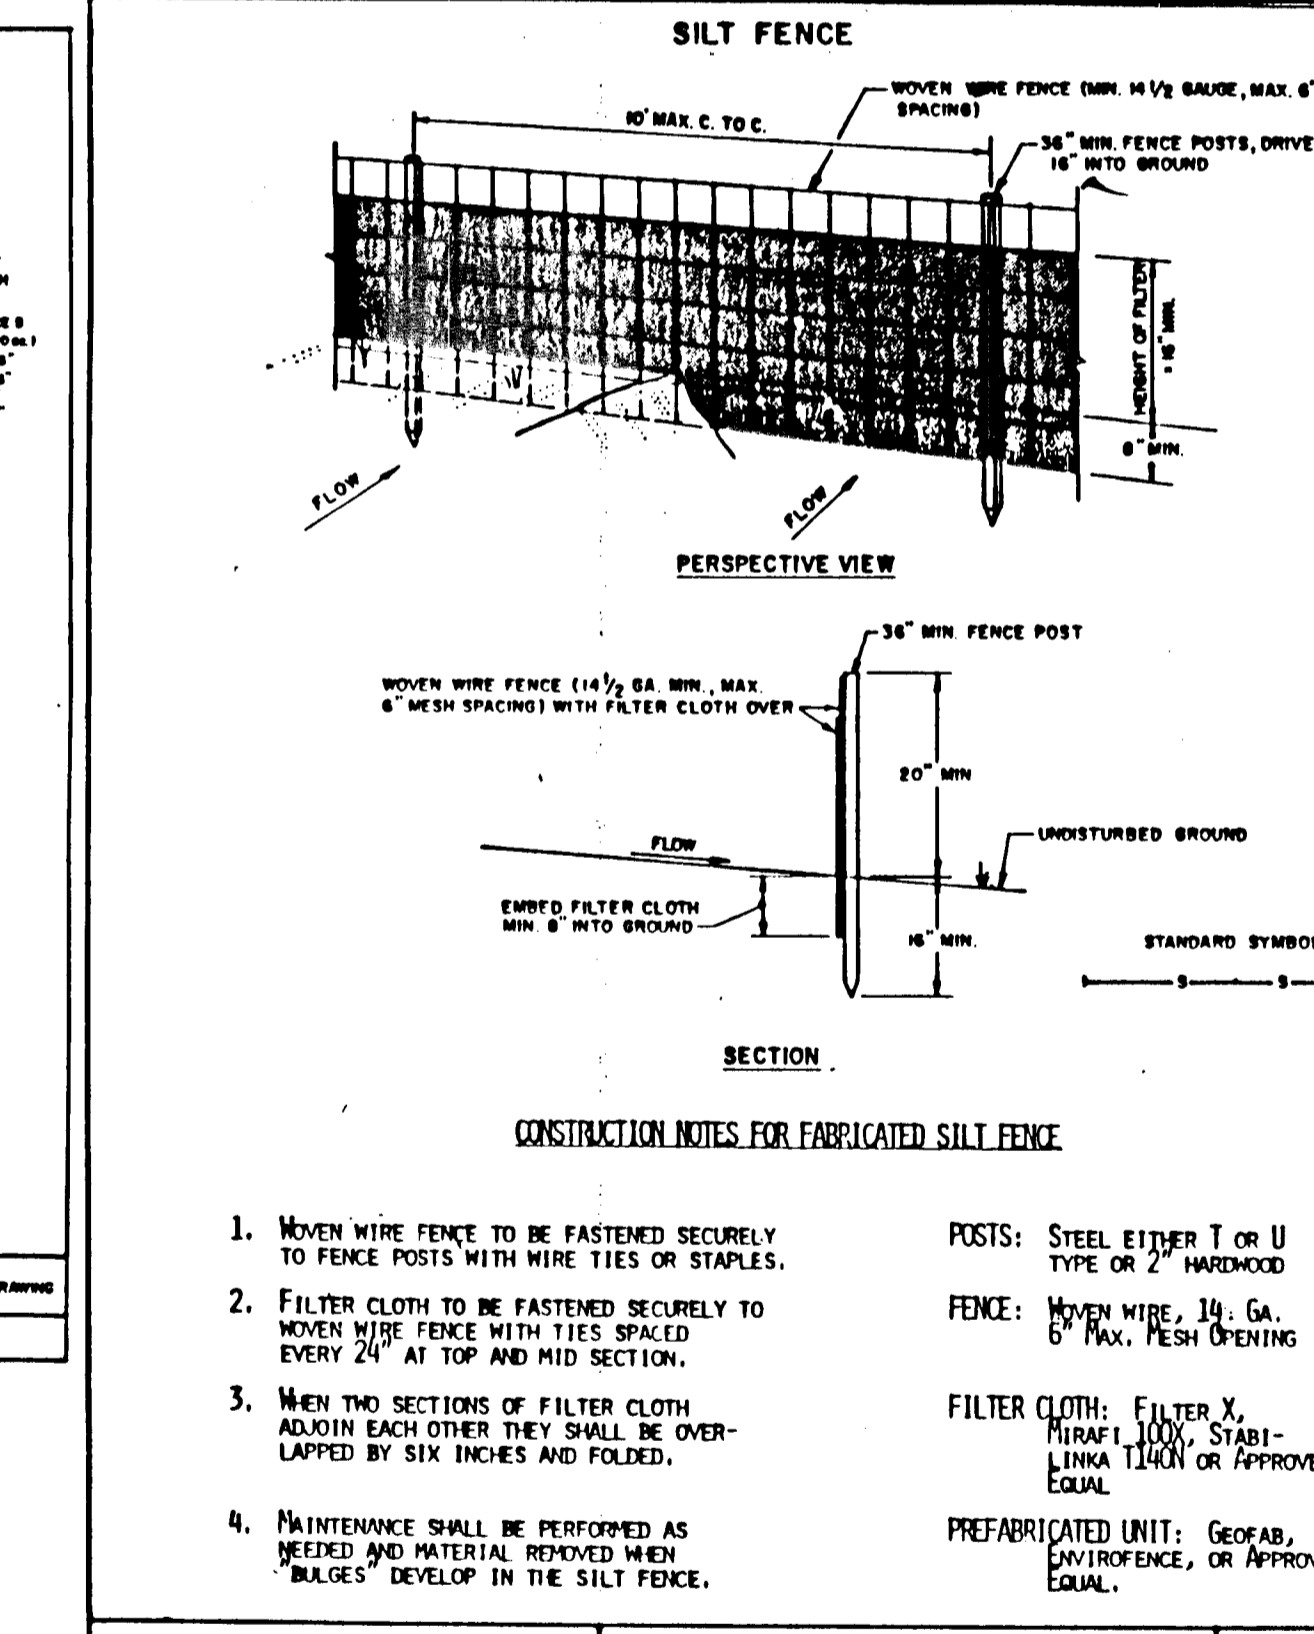 SILT FENCE
WOVEN WIRE FENCE (MIN. 14 1/2 GAUGE, MAX. 6"
SPACING)
10' MAX. C. TO C.
36" MIN. FENCE POSTS, DRIVE
16" INTO GROUND
HEIGHT OF FILTER
16" MIN.
8" MIN.
FLOW
FLOW
PERSPECTIVE VIEW
36" MIN. FENCE POST
WOVEN WIRE FENCE (14 1/2 GA. MIN., MAX.
6" MESH SPACING) WITH FILTER CLOTH OVER
20" MIN
UNDISTURBED GROUND
FLOW
EMBED FILTER CLOTH
MIN. 8" INTO GROUND
16" MIN.
STANDARD SYMBO
S S
SECTION
CONSTRUCTION NOTES FOR FABRICATED SILT FENCE
1. WOVEN WIRE FENCE TO BE FASTENED SECURELY
TO FENCE POSTS WITH WIRE TIES OR STAPLES.
2. FILTER CLOTH TO BE FASTENED SECURELY TO
WOVEN WIRE FENCE WITH TIES SPACED
EVERY 24" AT TOP AND MID SECTION.
3. WHEN TWO SECTIONS OF FILTER CLOTH
ADJOIN EACH OTHER THEY SHALL BE OVER-
LAPPED BY SIX INCHES AND FOLDED.
4. MAINTENANCE SHALL BE PERFORMED AS
NEEDED AND MATERIAL REMOVED WHEN
"BULGES" DEVELOP IN THE SILT FENCE.
POSTS: STEEL EITHER T OR U
TYPE OR 2" HARDWOOD
FENCE: WOVEN WIRE, 14. GA.
6" MAX. MESH OPENING
FILTER CLOTH: FILTER X,
MIRAFI 100X, STABI-
LINKA T140N OR APPROVE
EQUAL
PREFABRICATED UNIT: GEOFAB,
ENVIROFENCE, OR APPROV
EQUAL.
RAWING